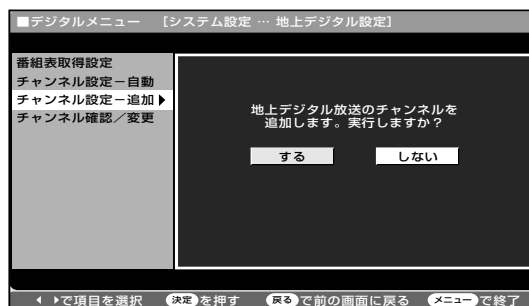 ■デジタルメニュー ［システム設定 … 地上デジタル設定］
番組表取得設定
チャンネル設定－自動
チャンネル設定－追加
チャンネル確認／変更
地上デジタル放送のチャンネルを
追加します。実行しますか？
する しない
で項目を選択 決定を押す 戻るで前の画面に戻る メニューで終了